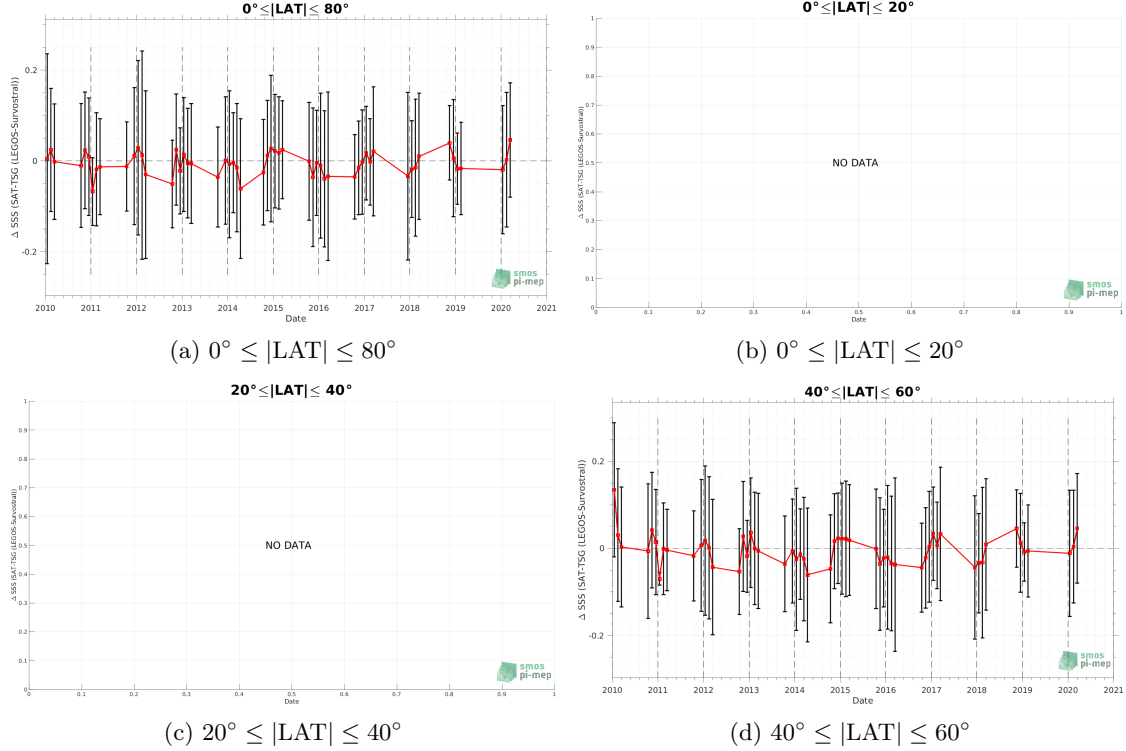 0°≤|LAT|≤ 80°
Δ SSS (SAT-TSG (LEGOS-Survostral))
0.2
0
-0.2
2010 2011 2012 2013 2014 2015 2016 2017 2018 2019 2020 2021
Date
smos
pi-mep
(a) 0° ≤ |LAT| ≤ 80°
0°≤|LAT|≤ 20°
Δ SSS (SAT-TSG (LEGOS-Survostral))
1
0.9
0.8
0.7
0.6
0.5
0.4
0.3
0.2
0.1
0
NO DATA
0 0.1 0.2 0.3 0.4 0.5 0.6 0.7 0.8 0.9 1
Date
smos
pi-mep
(b) 0° ≤ |LAT| ≤ 20°
20°≤|LAT|≤ 40°
Δ SSS (SAT-TSG (LEGOS-Survostral))
1
0.9
0.8
0.7
0.6
0.5
0.4
0.3
0.2
0.1
0
NO DATA
0 0.1 0.2 0.3 0.4 0.5 0.6 0.7 0.8 0.9 1
Date
smos
pi-mep
(c) 20° ≤ |LAT| ≤ 40°
40°≤|LAT|≤ 60°
Δ SSS (SAT-TSG (LEGOS-Survostral))
0.2
0
-0.2
2010 2011 2012 2013 2014 2015 2016 2017 2018 2019 2020 2021
Date
smos
pi-mep
(d) 40° ≤ |LAT| ≤ 60°